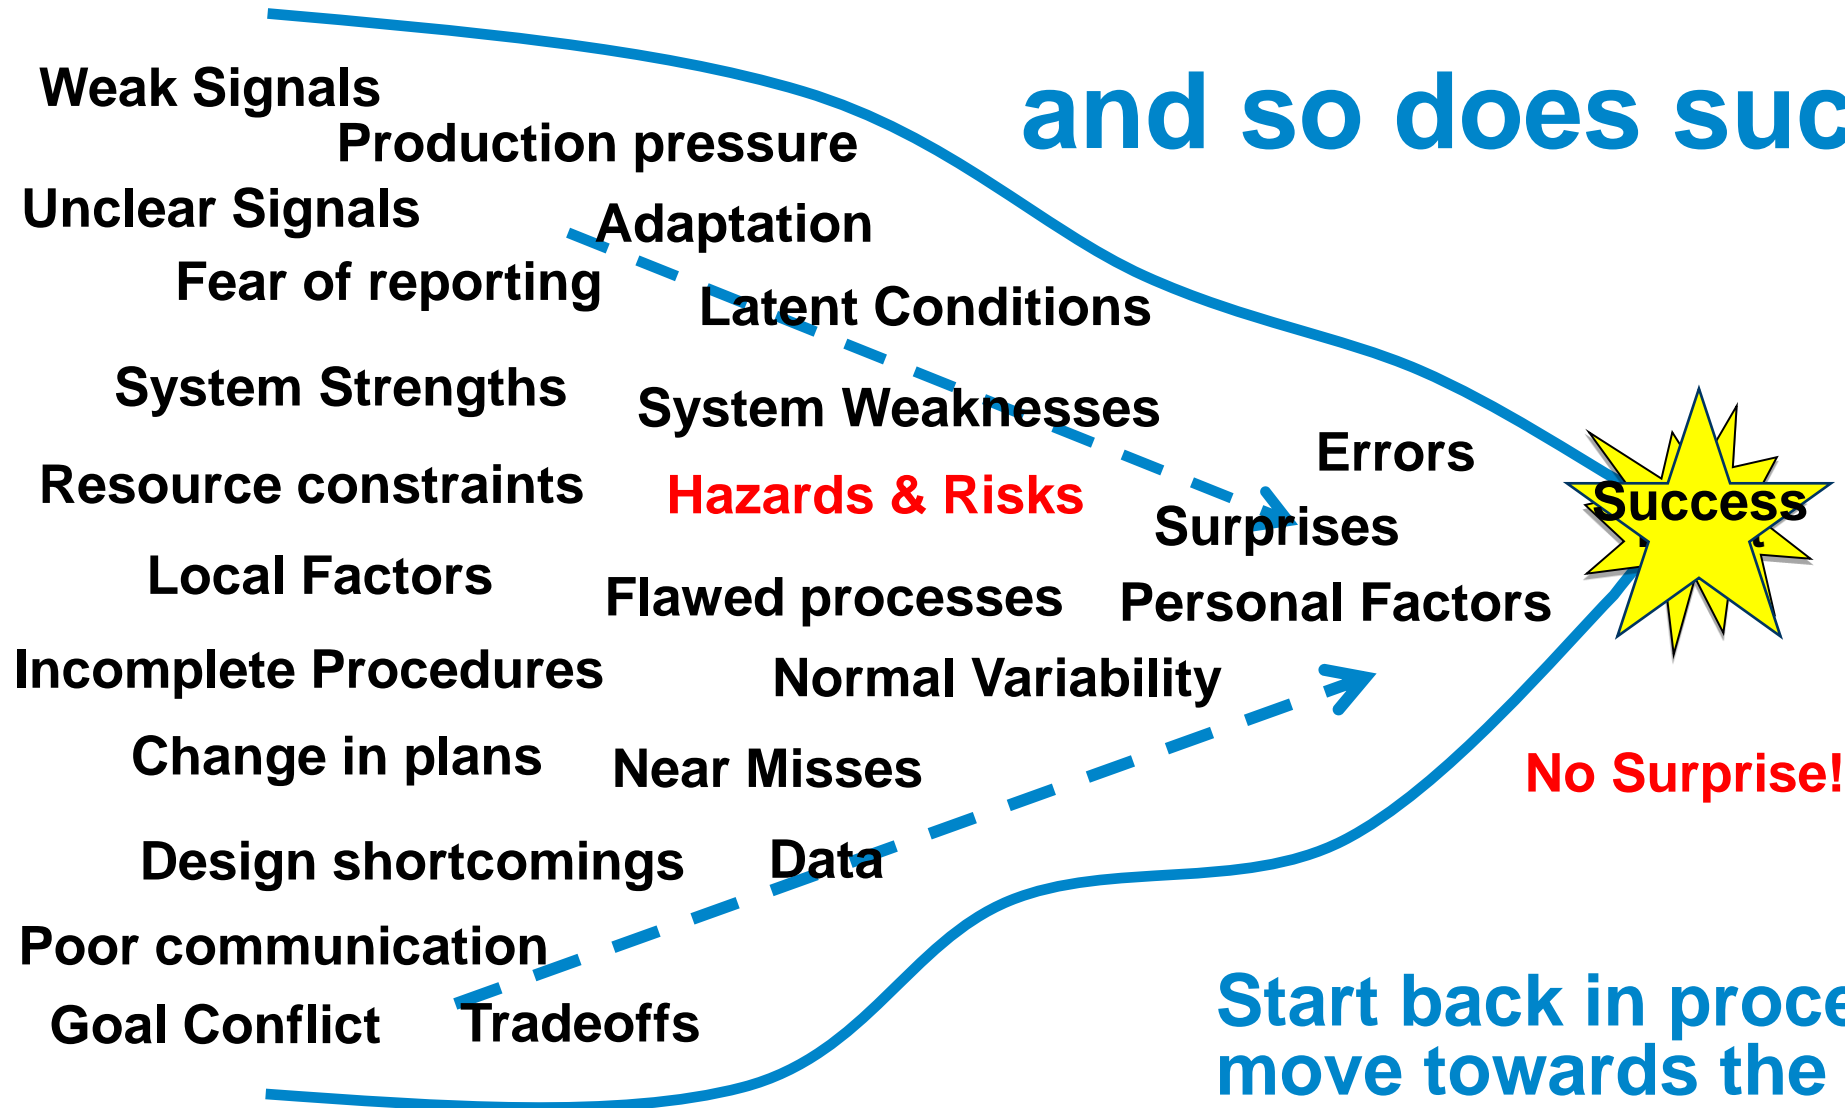 and so does suc
Weak Signals
Production pressure
Unclear Signals
Adaptation
Fear of reporting
Latent Conditions
System Strengths
System Weaknesses
Errors
Resource constraints
Hazards & Risks
Surprises
Success
Local Factors
Flawed processes
Personal Factors
Incomplete Procedures
Normal Variability
Change in plans
Near Misses
No Surprise!
Design shortcomings
Data
Poor communication
Goal Conflict
Tradeoffs
Start back in proce
move towards the